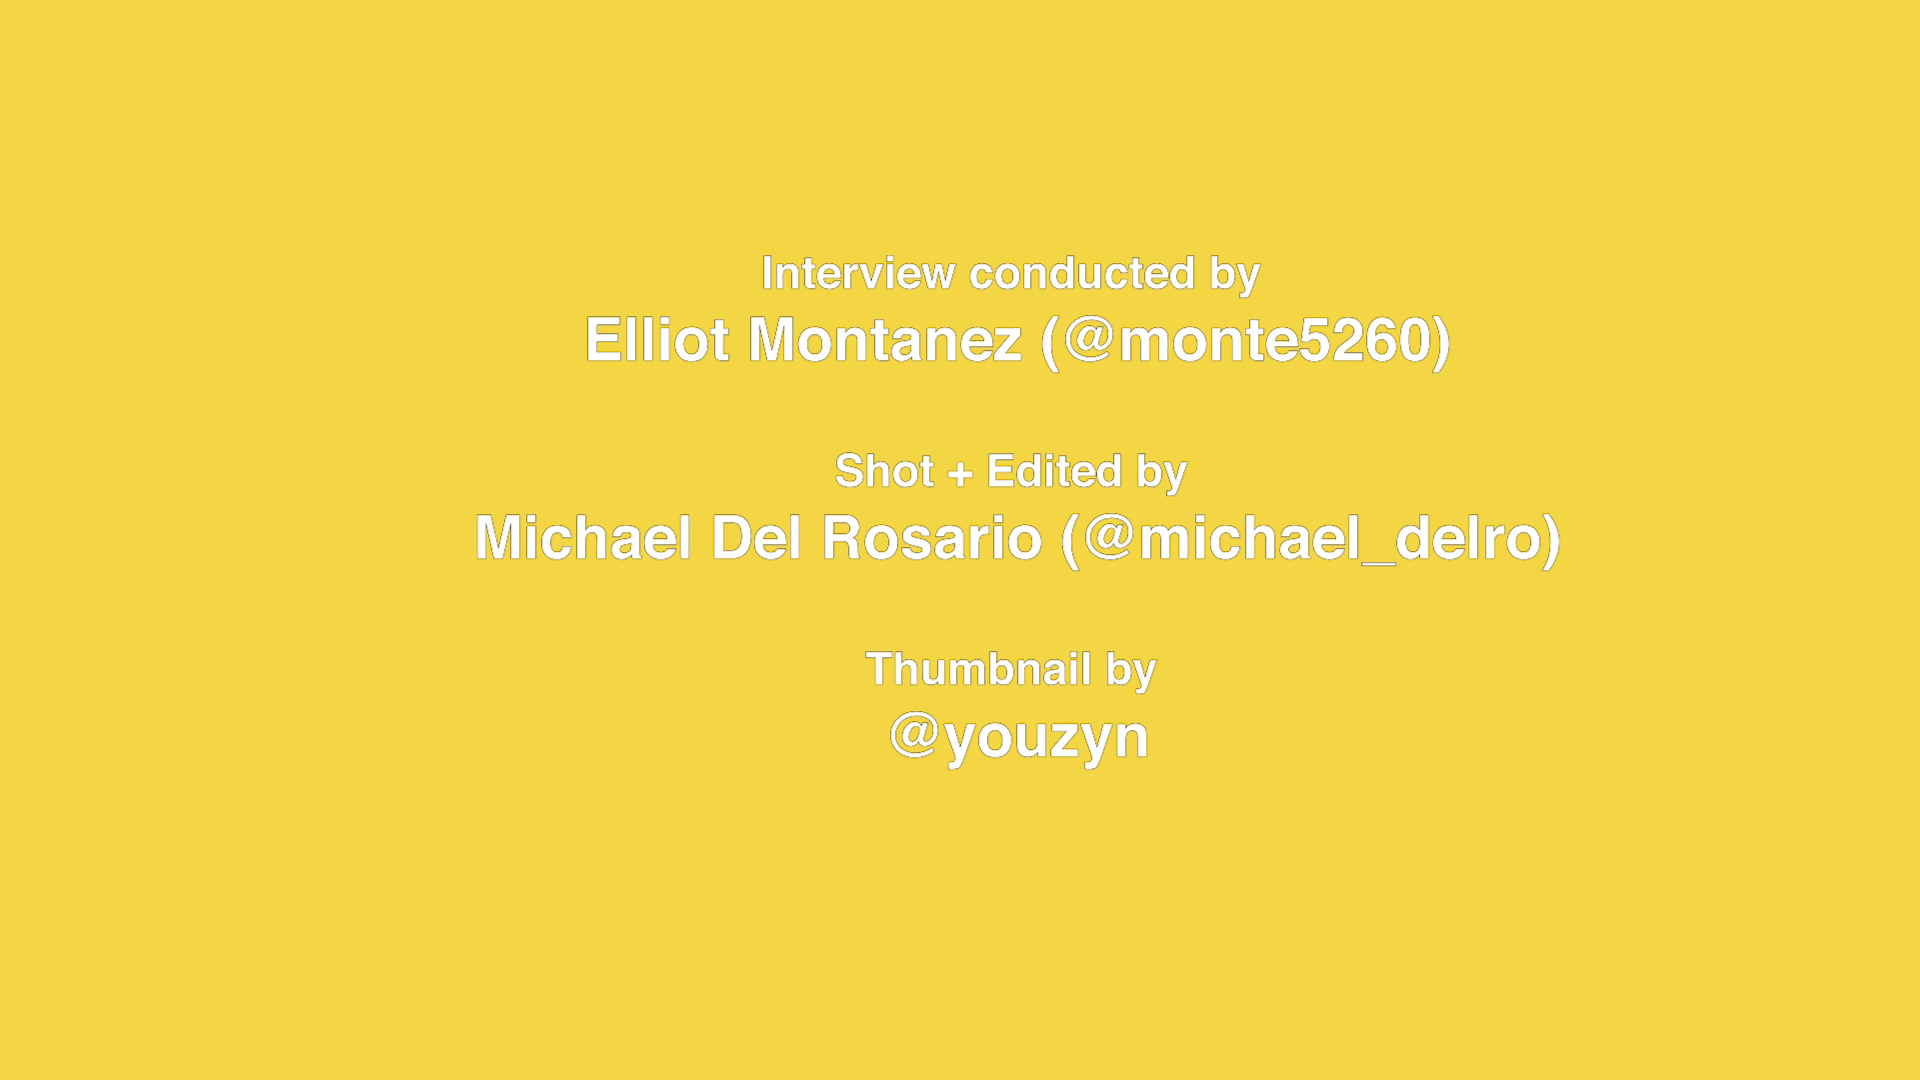 Interview conducted by
Elliot Montanez (@monte5260)
Shot + Edited by
Michael Del Rosario (@michael_delro)
Thumbnail by
@youzyn